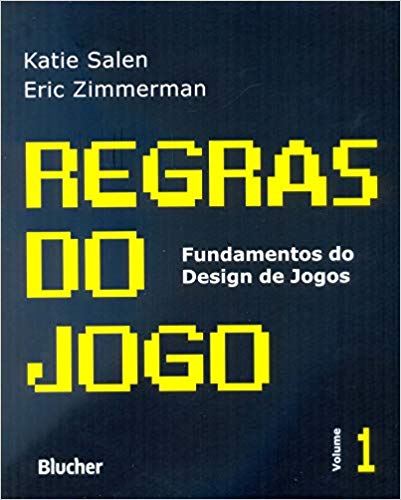 Katie Salen
Eric Zimmerman
REGRAS
DO
Fundamentos do
Design de Jogos
JOGO
Blucher
Volume 1